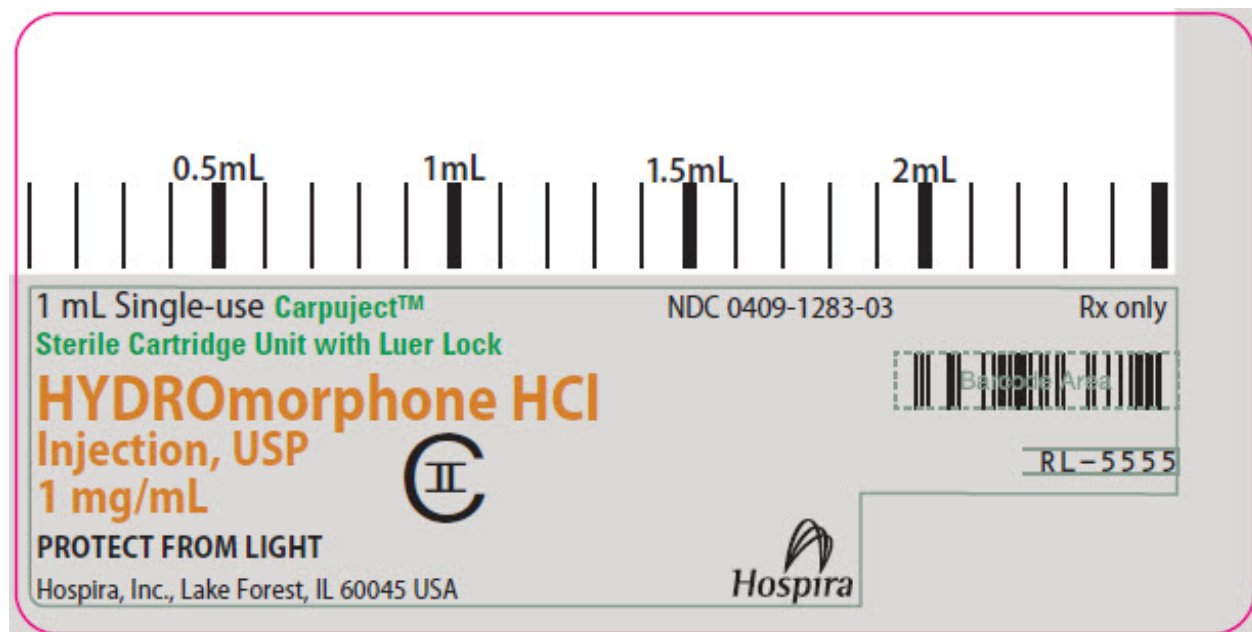 0.5mL 1mL 1.5mL 2mL
1 mL Single-use Carpuject™ NDC 0409-1283-03 Rx only
Sterile Cartridge Unit with Luer Lock
Barcode Area
HYDROmorphone HCl
Injection, USP
CII
RL-5555
1 mg/mL
PROTECT FROM LIGHT
Hospira, Inc., Lake Forest, IL 60045 USA
Hospira